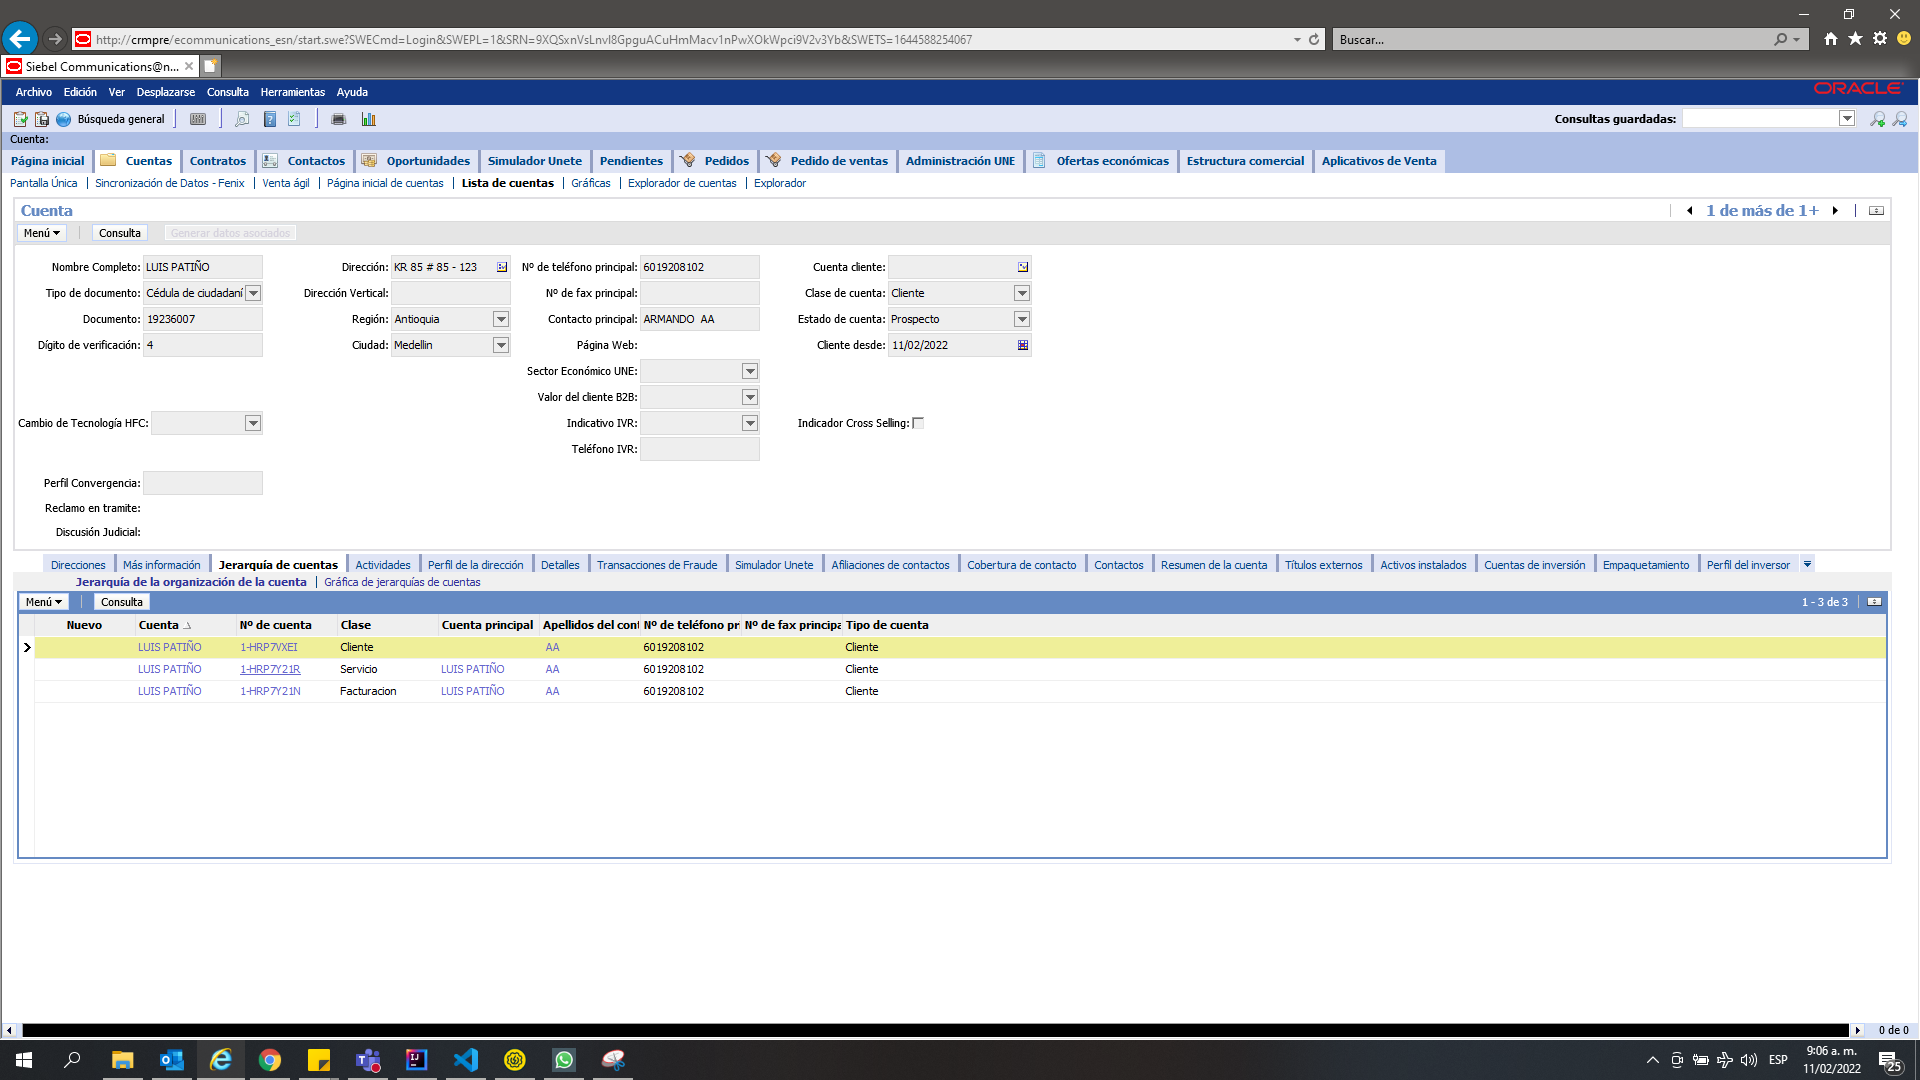 http://crmpre/ecommunications_esn/start.swe?SWECmd=Login&SWEPL=1&SRN=9XQSxnVsLnvl8GpguACuHmMacv1nPwXOkWpci9V2v3Yb&SWETS=1644588254067
Buscar...
Siebel Communications@n...
Archivo Edición Ver Desplazarse Consulta Herramientas Ayuda
ORACLE
Búsqueda general
Consultas guardadas:
Cuenta:
Página inicial Cuentas Contratos Contactos Oportunidades Simulador Unete Pendientes Pedidos Pedido de ventas Administración UNE Ofertas económicas Estructura comercial Aplicativos de Venta
Pantalla Única Sincronización de Datos - Fenix Venta ágil Página inicial de cuentas Lista de cuentas Gráficas Explorador de cuentas Explorador
Cuenta
1 de más de 1+
Menú Consulta Generar datos asociados
Nombre Completo: LUIS PATIÑO Dirección: KR 85 # 85 - 123 Nº de teléfono principal: 6019208102 Cuenta cliente:
Tipo de documento: Cédula de ciudadaní Dirección Vertical: Nº de fax principal: Clase de cuenta: Cliente
Documento: 19236007 Región: Antioquia Contacto principal: ARMANDO AA Estado de cuenta: Prospecto
Dígito de verificación: 4 Ciudad: Medellin Página Web: Cliente desde: 11/02/2022
Sector Económico UNE:
Valor del cliente B2B:
Cambio de Tecnología HFC: Indicativo IVR: Indicador Cross Selling:
Teléfono IVR:
Perfil Convergencia:
Reclamo en tramite:
Discusión Judicial:
Direcciones Más información Jerarquía de cuentas Actividades Perfil de la dirección Detalles Transacciones de Fraude Simulador Unete Afiliaciones de contactos Cobertura de contacto Contactos Resumen de la cuenta Títulos externos Activos instalados Cuentas de inversión Empaquetamiento Perfil del inversor
Jerarquía de la organización de la cuenta Gráfica de jerarquías de cuentas
Menú Consulta 1 - 3 de 3
Nuevo Cuenta Nº de cuenta Clase Cuenta principal Apellidos del cont Nº de teléfono pr Nº de fax principa Tipo de cuenta
LUIS PATIÑO 1-HRP7VXEI Cliente AA 6019208102 Cliente
LUIS PATIÑO 1-HRP7Y21R Servicio LUIS PATIÑO AA 6019208102 Cliente
LUIS PATIÑO 1-HRP7Y21N Facturacion LUIS PATIÑO AA 6019208102 Cliente
0 de 0
ESP
9:06 a. m.
11/02/2022
25